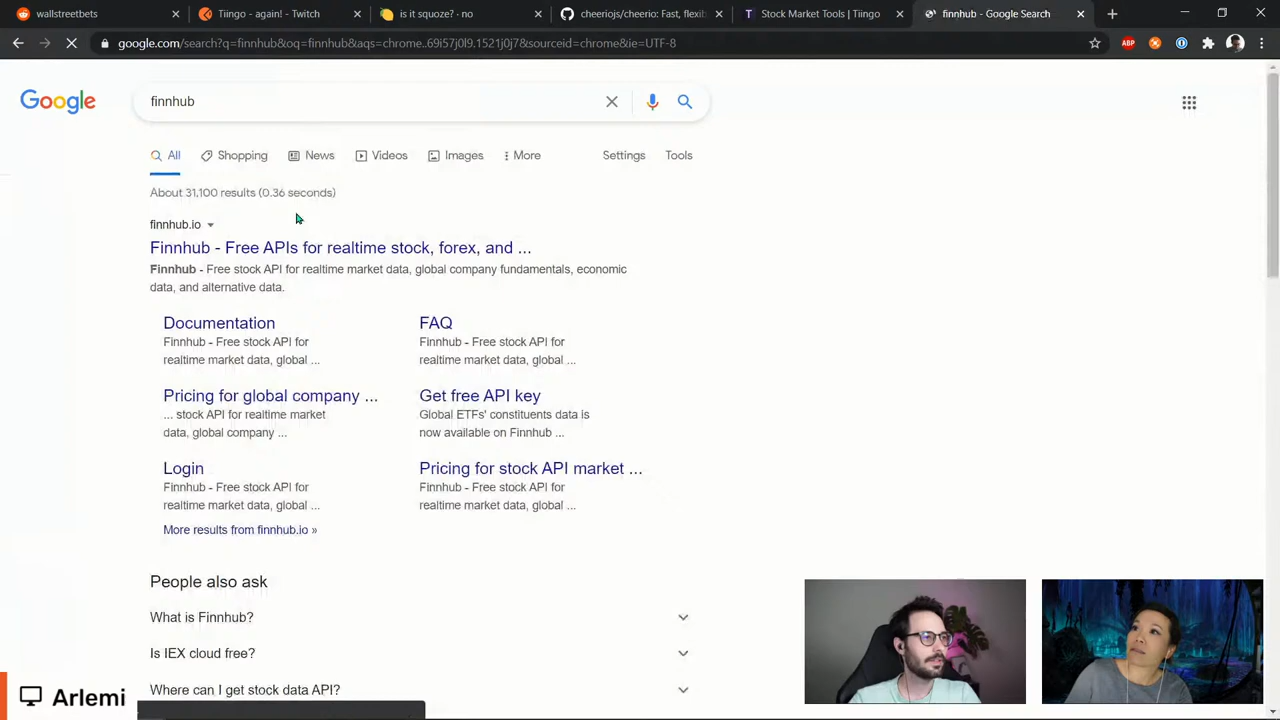 wallstreetbets
Tiingo - again! - Twitch
is it squoze? - no
cheeriojs/cheerio: Fast, flexib
Stock Market Tools | Tiingo
finnhub - Google Search
google.com/search?q=finnhub&oq=finnhub&aqs=chrome..69i57j0l9.1521j0j7&sourceid=chrome&ie=UTF-8
ABP
Google
finnhub
All
Shopping
News
Videos
Images
More
Settings
Tools
About 31,100 results (0.36 seconds)
finnhub.io
Finnhub - Free APIs for realtime stock, forex, and ...
Finnhub - Free stock API for realtime market data, global company fundamentals, economic
data, and alternative data.
Documentation
Finnhub - Free stock API for
realtime market data, global ...
FAQ
Finnhub - Free stock API for
realtime market data, global ...
Pricing for global company ...
... stock API for realtime market
data, global company ...
Get free API key
Global ETFs' constituents data is
now available on Finnhub ...
Login
Finnhub - Free stock API for
realtime market data, global ...
Pricing for stock API market ...
Finnhub - Free stock API for
realtime market data, global ...
More results from finnhub.io »
People also ask
What is Finnhub?
Is IEX cloud free?
Where can I get stock data API?
Arlemi